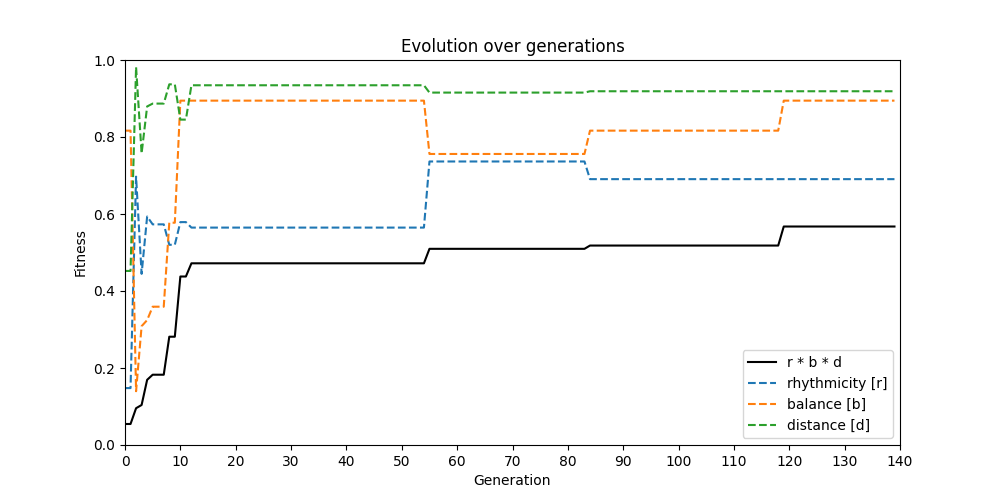 Evolution over generations
1.0
0.8
0.6
0.4
0.2
0.0
Fitness
0 10 20 30 40 50 60 70 80 90 100 110 120 130 140
Generation
r * b * d
rhythmicity [r]
balance [b]
distance [d]